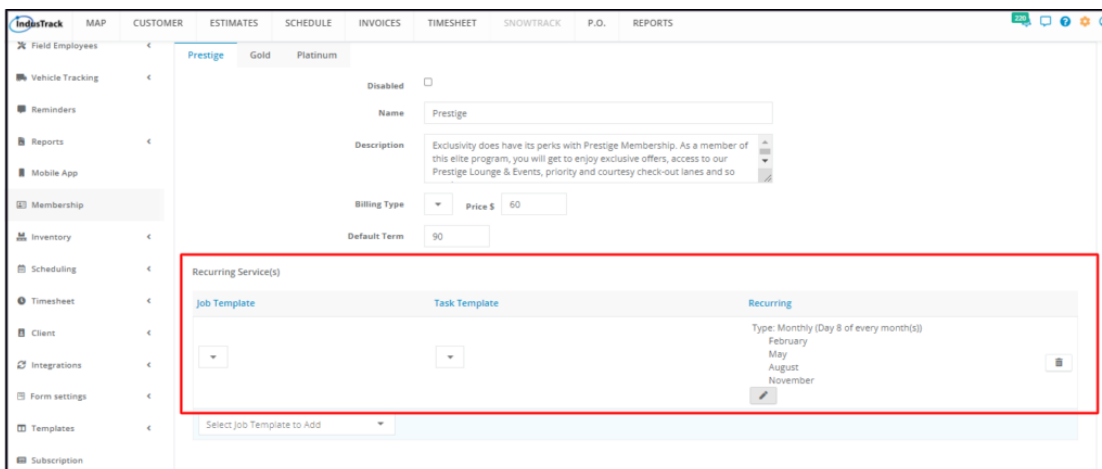 IndusTrack MAP CUSTOMER ESTIMATES SCHEDULE INVOICES TIMESHEET SNOWTRACK P.O. REPORTS 220
Field Employees
Vehicle Tracking
Reminders
Reports
Mobile App
Membership
Inventory
Scheduling
Timesheet
Client
Integrations
Form settings
Templates
Subscription
Prestige Gold Platinum
Disabled
Name Prestige
Description Exclusivity does have its perks with Prestige Membership. As a member of
this elite program, you will get to enjoy exclusive offers, access to our
Prestige Lounge & Events, priority and courtesy check-out lanes and so
Billing Type Price $ 60
Default Term 90
Recurring Service(s)
Job Template Task Template Recurring
Type: Monthly (Day 8 of every month(s))
February
May
August
November
Select Job Template to Add